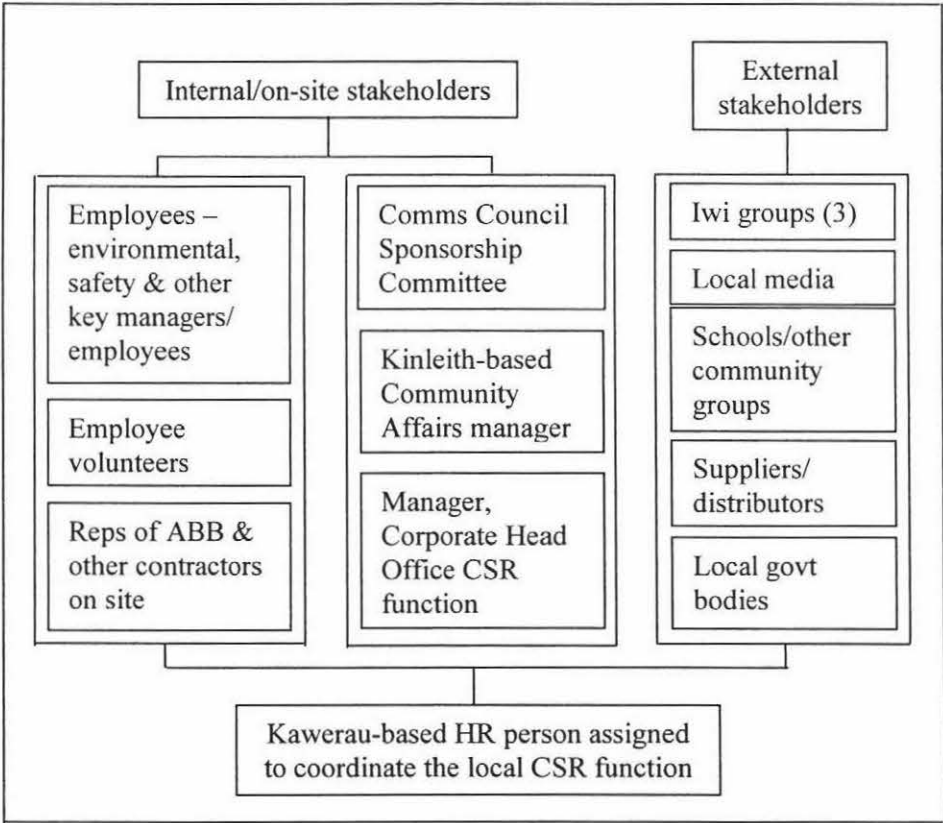 Internal/on-site stakeholders
External
stakeholders
Employees –
environmental,
safety & other
key managers/
employees
Employee
volunteers
Reps of ABB &
other contractors
on site
Comms Council
Sponsorship
Committee
Kinleith-based
Community
Affairs manager
Manager,
Corporate Head
Office CSR
function
Iwi groups (3)
Local media
Schools/other
community
groups
Suppliers/
distributors
Local govt
bodies
Kawerau-based HR person assigned
to coordinate the local CSR function